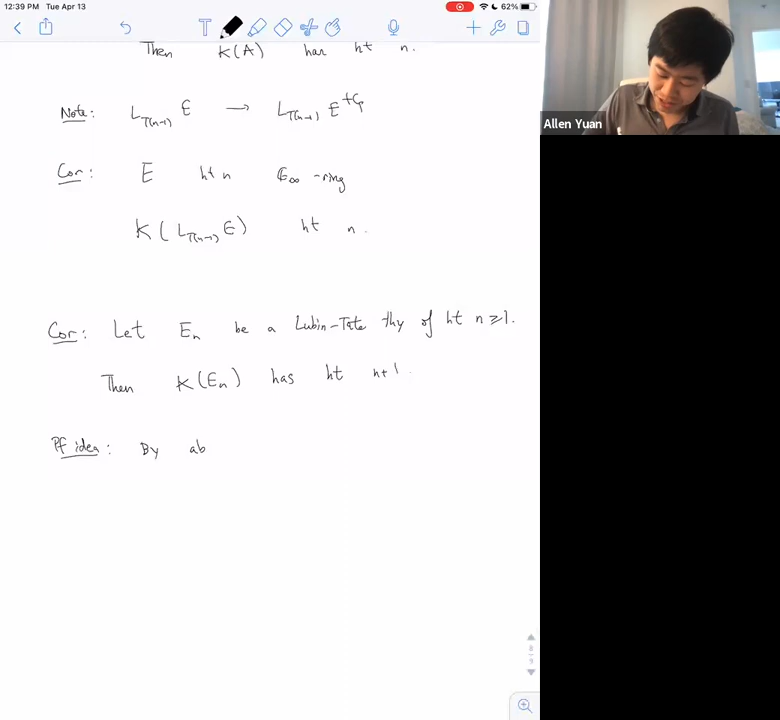 12:39 PM Tue Apr 13
62%
Then K(A) has ht n.
Note: L_{T(n-1)} E → L_{T(n-1)} E^{tC_p}
Cor: E ht n E∞-ring
K(L_{T(n-1)} E) ht n.
Cor: Let E_n be a Lubin-Tate thy of ht n ≥ 1.
Then K(E_n) has ht n+1.
Pf idea: By ab
Allen Yuan